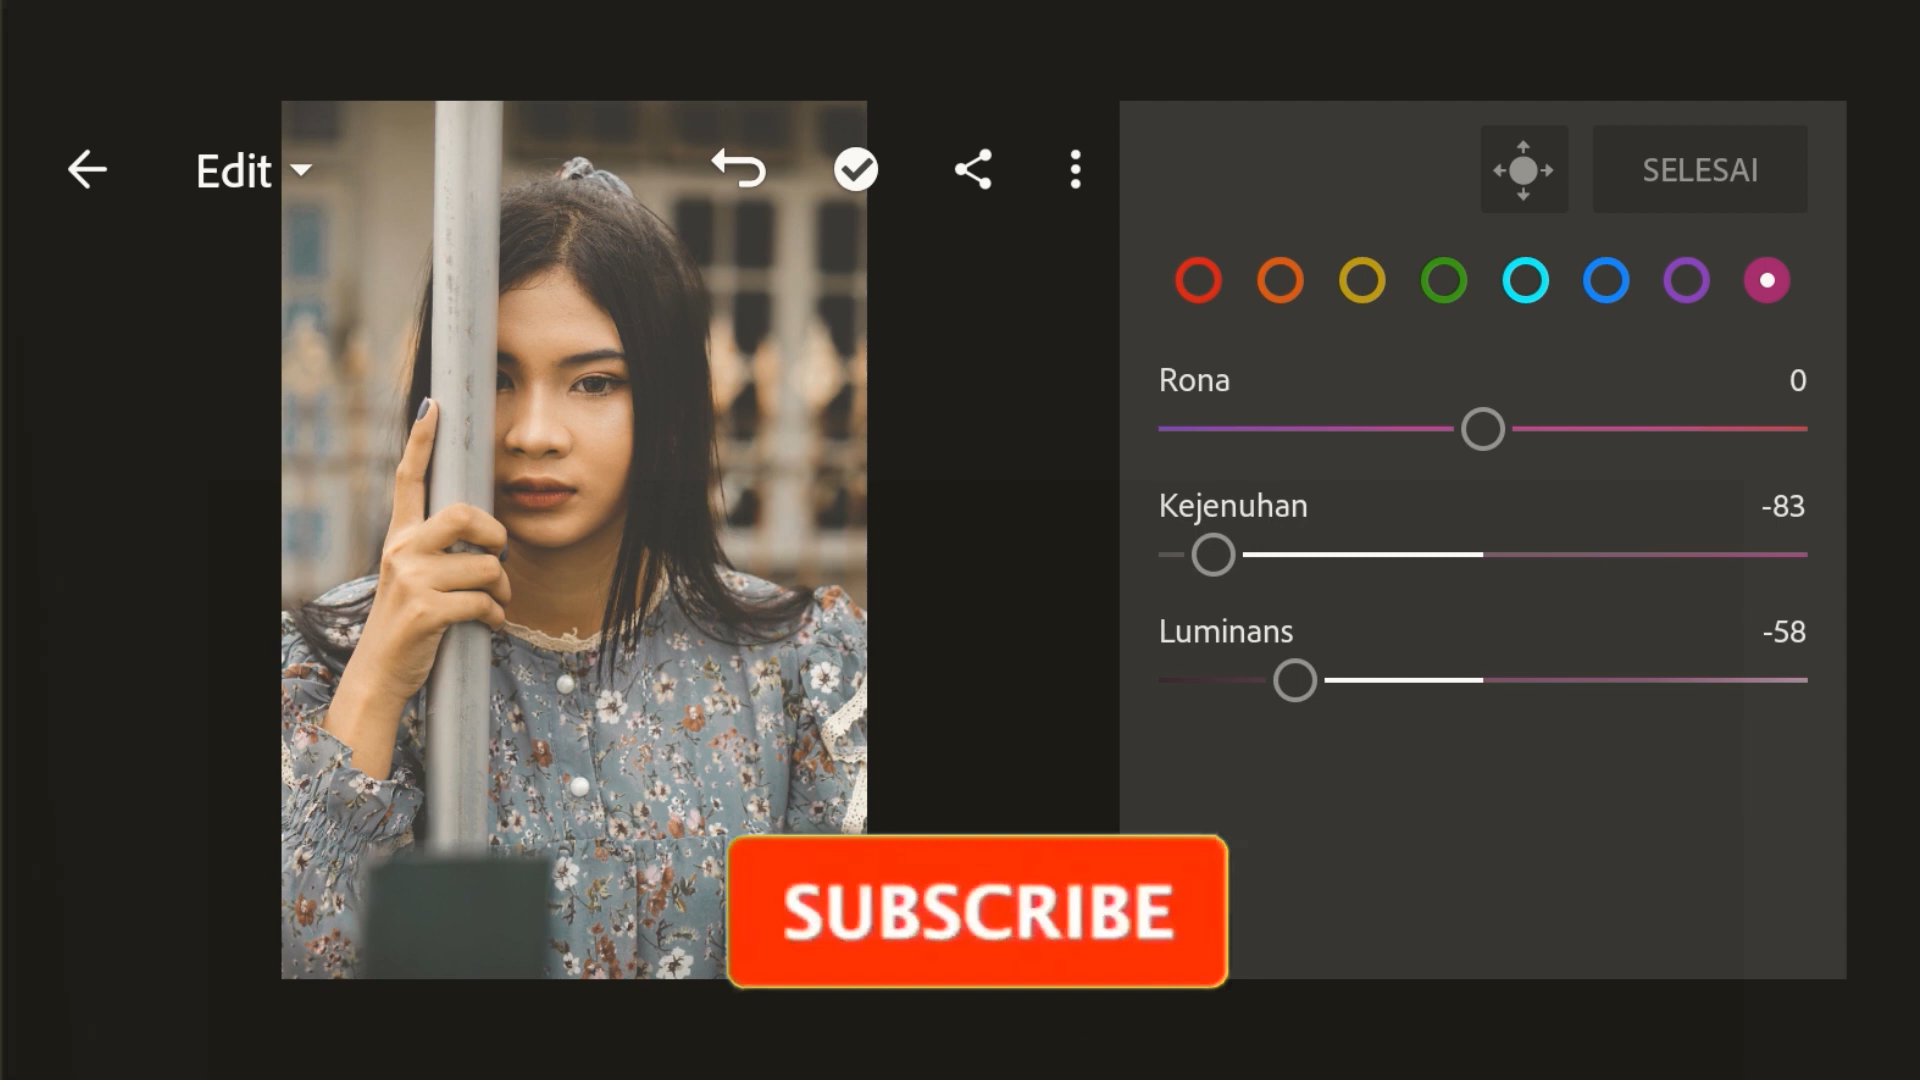 Edit
SELESAI
Rona 0
Kejenuhan -83
Luminans -58
SUBSCRIBE